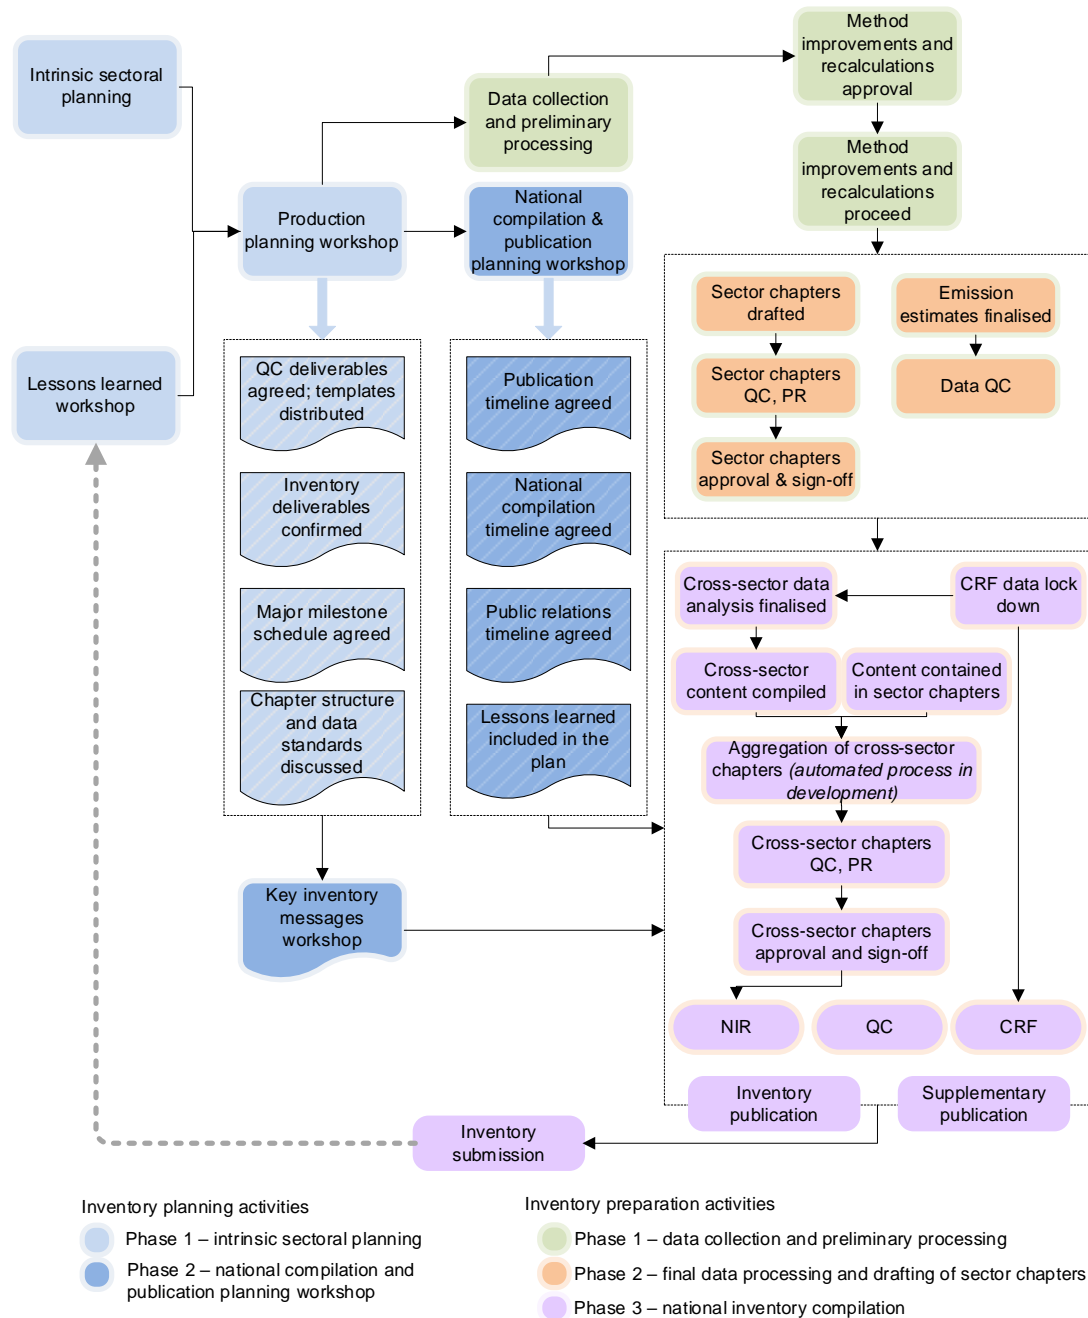 Intrinsic sectoral
planning
Lessons learned
workshop
Production
planning workshop
Data collection
and preliminary
processing
National
compilation &
publication
planning workshop
Method
improvements and
recalculations
approval
Method
improvements and
recalculations
proceed
QC deliverables
agreed; templates
distributed
Inventory
deliverables
confirmed
Major milestone
schedule agreed
Chapter structure
and data
standards
discussed
Publication
timeline agreed
National
compilation
timeline agreed
Public relations
timeline agreed
Lessons learned
included in the
plan
Key inventory
messages
workshop
Sector chapters
drafted
Sector chapters
QC, PR
Sector chapters
approval & sign-off
Emission
estimates finalised
Data QC
Cross-sector data
analysis finalised
CRF data lock
down
Cross-sector
content compiled
Content contained
in sector chapters
Aggregation of cross-sector
chapters (automated process in
development)
Cross-sector chapters
QC, PR
Cross-sector chapters
approval and sign-off
NIR
QC
CRF
Inventory
publication
Supplementary
publication
Inventory
submission
Inventory planning activities
Phase 1 – intrinsic sectoral planning
Phase 2 – national compilation and
publication planning workshop
Inventory preparation activities
Phase 1 – data collection and preliminary processing
Phase 2 – final data processing and drafting of sector chapters
Phase 3 – national inventory compilation